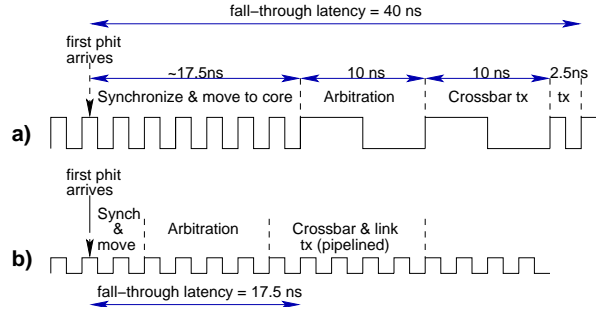 fall−through latency = 40 ns
first phit
arrives
~17.5ns
10 ns
10 ns
2.5ns
Synchronize & move to core
Arbitration
Crossbar tx
tx
a)
first phit
arrives
Synch
&
move
Arbitration
Crossbar & link
tx (pipelined)
b)
fall−through latency = 17.5 ns